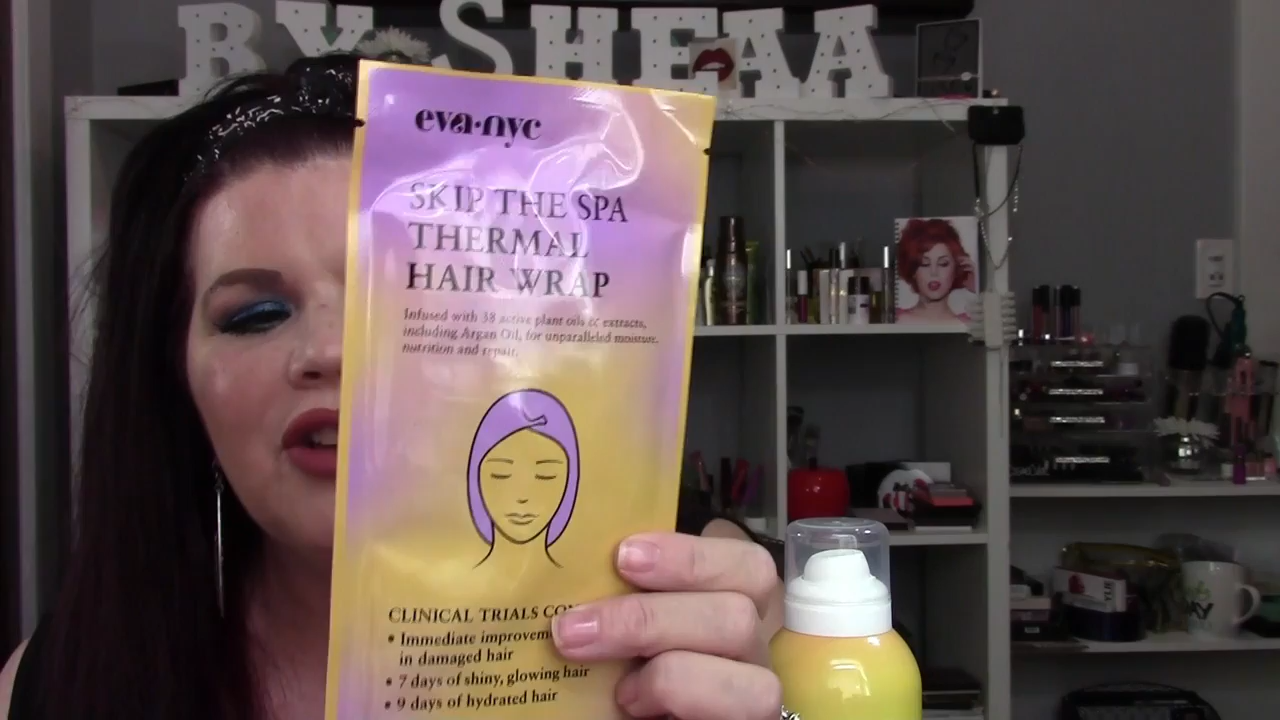 BY SHEAA
eva·nyc
SKIP THE SPA
THERMAL
HAIR WRAP
Infused with 38 active plant oils & extracts,
including Argan Oil, for unparalleled moisture,
nutrition and repair.
CLINICAL TRIALS
• Immediate
in damaged hair
• 7 days of shiny, glowing hair
• 9 days of hydrated hair